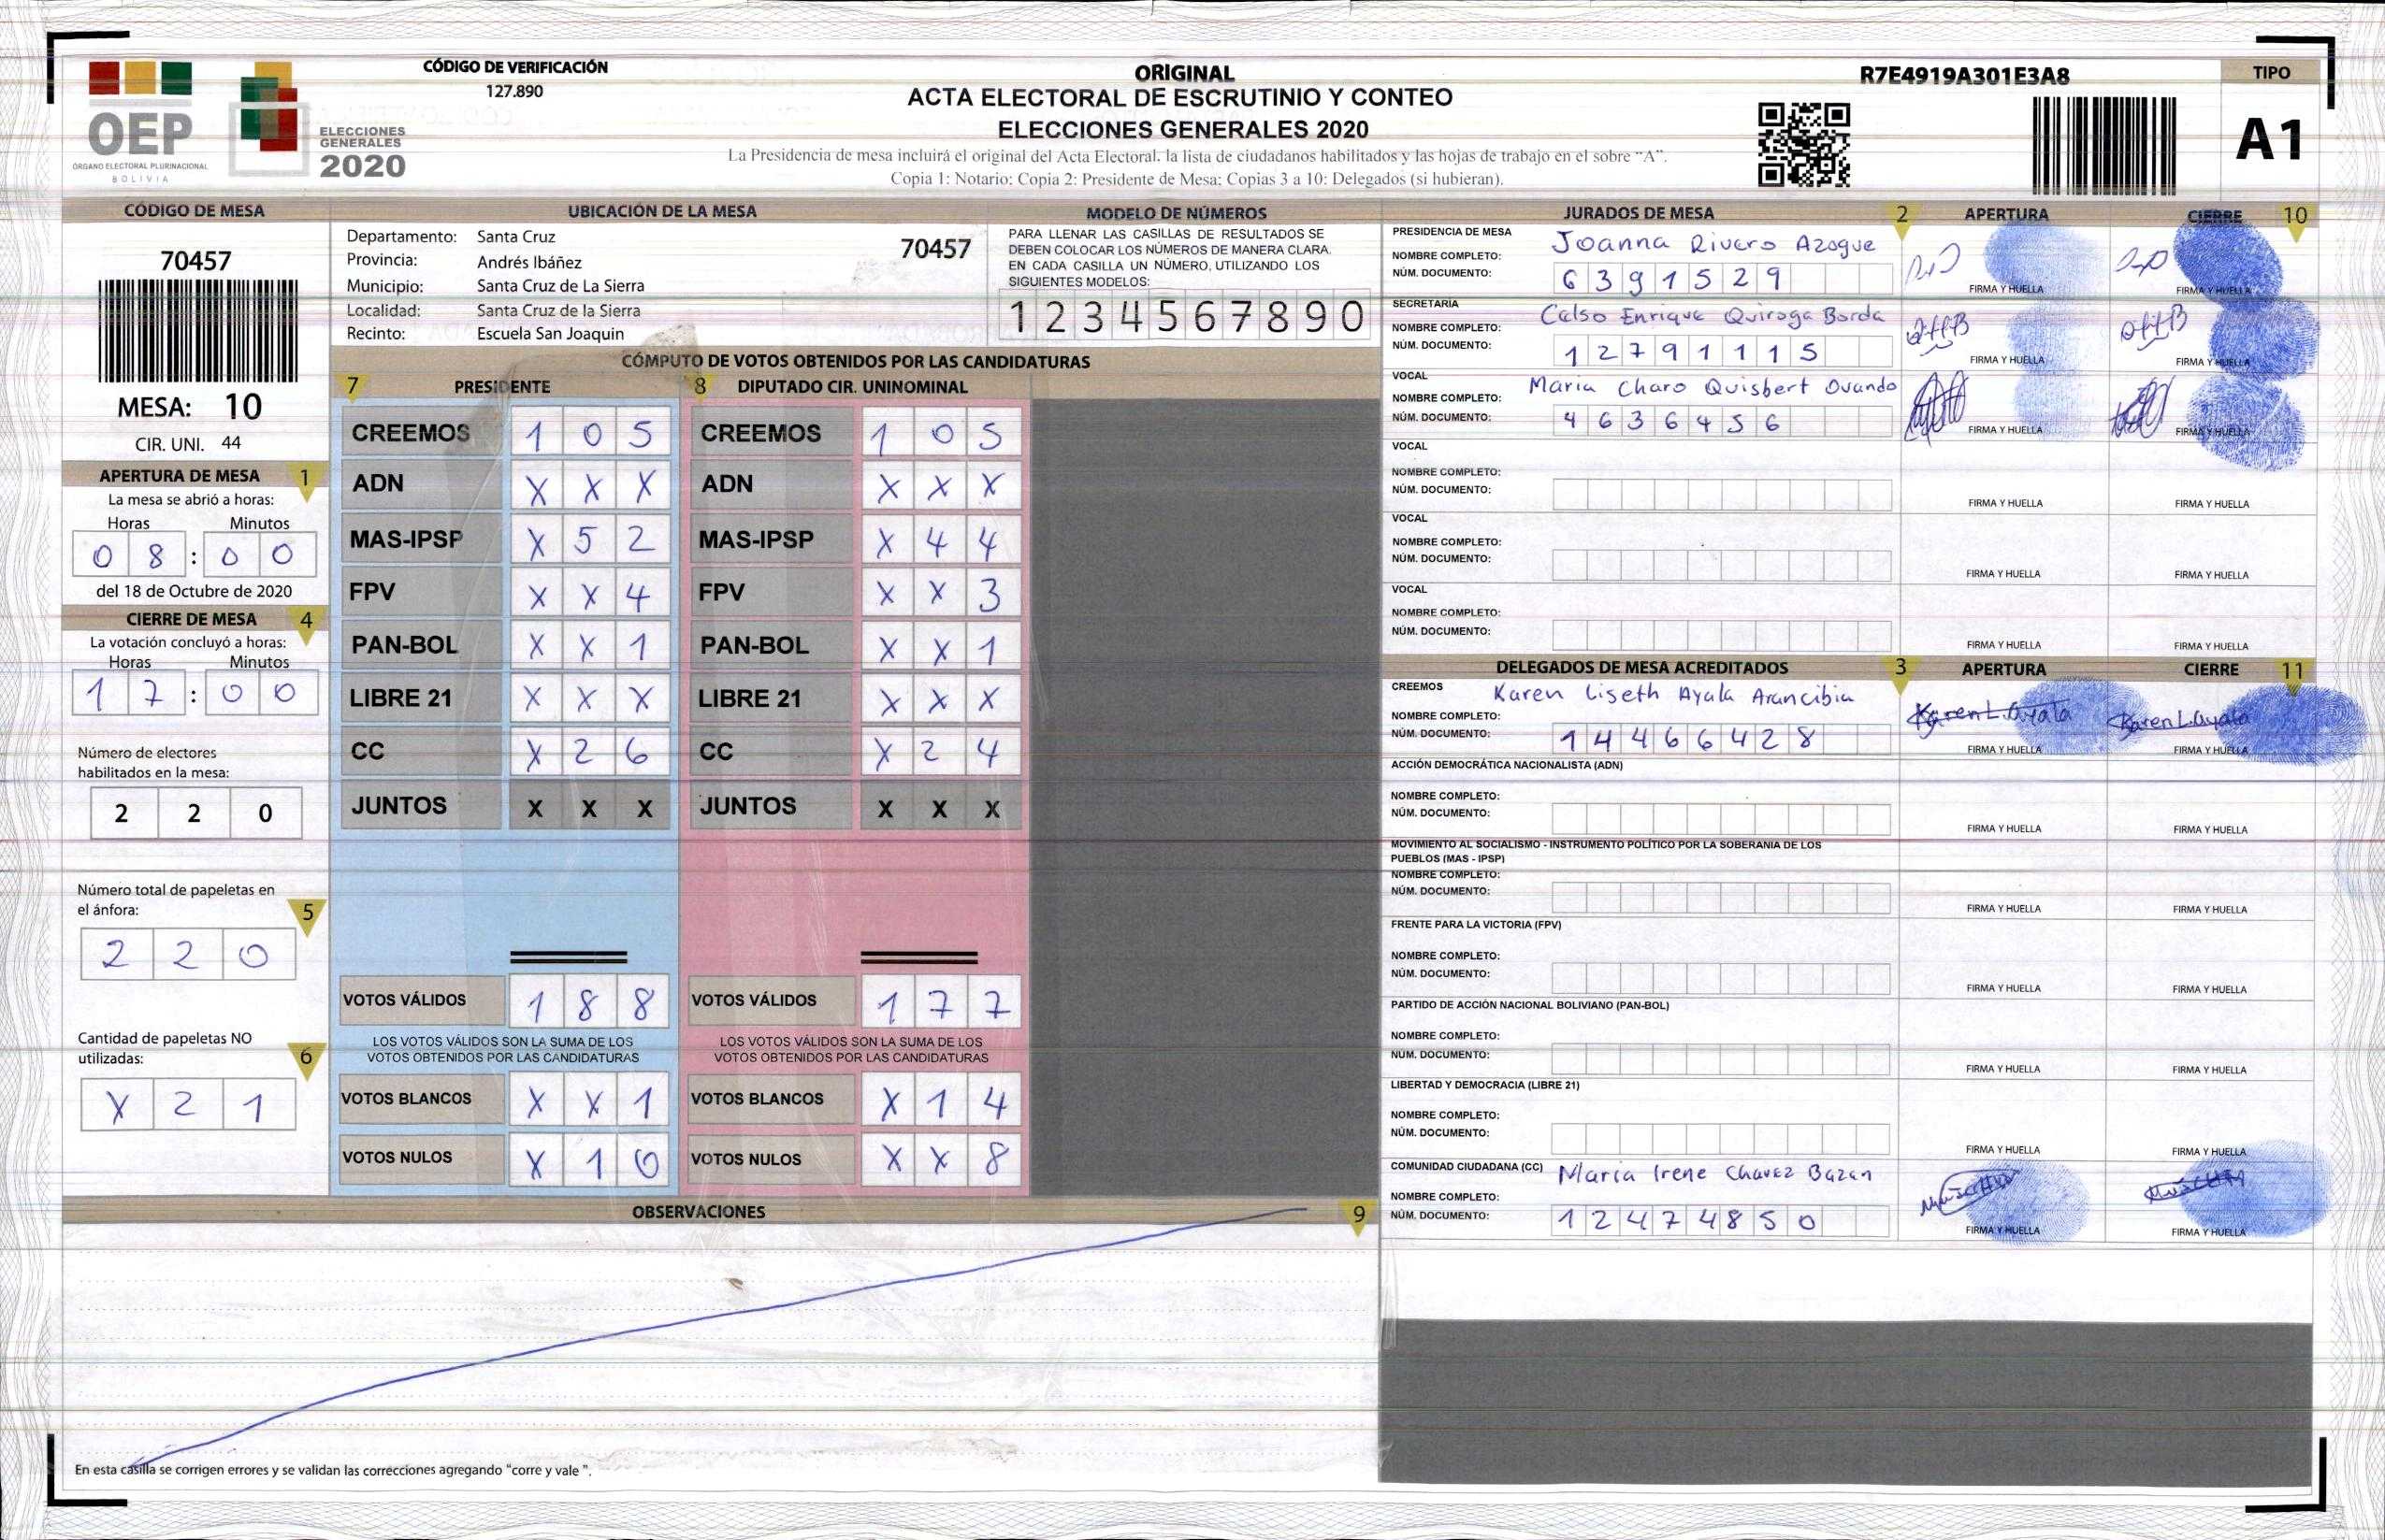 CÓDIGO DE VERIFICACIÓN
127.890
OEP
ÓRGANO ELECTORAL PLURINACIONAL
BOLIVIA
ELECCIONES
GENERALES
2020
ORIGINAL
ACTA ELECTORAL DE ESCRUTINIO Y CONTEO
ELECCIONES GENERALES 2020
La Presidencia de mesa incluirá el original del Acta Electoral, la lista de ciudadanos habilitados y las hojas de trabajo en el sobre "A".
Copia 1: Notario; Copia 2: Presidente de Mesa; Copias 3 a 10: Delegados (si hubieran).
R7E4919A301E3A8
TIPO
A1
CÓDIGO DE MESA
70457
MESA: 10
CIR. UNI. 44
APERTURA DE MESA 1
La mesa se abrió a horas:
Horas Minutos
0 8 : 0 0
del 18 de Octubre de 2020
CIERRE DE MESA 4
La votación concluyó a horas:
Horas Minutos
1 7 : 0 0
Número de electores
habilitados en la mesa:
2 2 0
Número total de papeletas en
el ánfora:
5
2 2 0
Cantidad de papeletas NO
utilizadas:
6
X 2 1
UBICACIÓN DE LA MESA
Departamento: Santa Cruz
Provincia: Andrés Ibáñez
Municipio: Santa Cruz de La Sierra
Localidad: Santa Cruz de la Sierra
Recinto: Escuela San Joaquin
70457
MODELO DE NÚMEROS
PARA LLENAR LAS CASILLAS DE RESULTADOS SE
DEBEN COLOCAR LOS NÚMEROS DE MANERA CLARA.
EN CADA CASILLA UN NÚMERO, UTILIZANDO LOS
SIGUIENTES MODELOS:
1 2 3 4 5 6 7 8 9 0
CÓMPUTO DE VOTOS OBTENIDOS POR LAS CANDIDATURAS
7 PRESIDENTE 8 DIPUTADO CIR. UNINOMINAL
CREEMOS 1 0 5 CREEMOS 1 0 5
ADN X X X ADN X X X
MAS-IPSP X 5 2 MAS-IPSP X 4 4
FPV X X 4 FPV X X 3
PAN-BOL X X 1 PAN-BOL X X 1
LIBRE 21 X X X LIBRE 21 X X X
CC X 2 6 CC X 2 4
JUNTOS X X X JUNTOS X X X
VOTOS VÁLIDOS 1 8 8 VOTOS VÁLIDOS 1 7 7
LOS VOTOS VÁLIDOS SON LA SUMA DE LOS LOS VOTOS VÁLIDOS SON LA SUMA DE LOS
VOTOS OBTENIDOS POR LAS CANDIDATURAS VOTOS OBTENIDOS POR LAS CANDIDATURAS
VOTOS BLANCOS X X 1 VOTOS BLANCOS X 1 4
VOTOS NULOS X 1 0 VOTOS NULOS X X 8
OBSERVACIONES 9
En esta casilla se corrigen errores y se validan las correcciones agregando "corre y vale ".
JURADOS DE MESA 2 APERTURA CIERRE 10
PRESIDENCIA DE MESA
Joanna Rivero Azogue
NOMBRE COMPLETO:
NÚM. DOCUMENTO: 6 3 9 1 5 2 9
FIRMA Y HUELLA FIRMA Y HUELLA
SECRETARIA
Celso Enrique Quiroga Borda
NOMBRE COMPLETO:
NÚM. DOCUMENTO: 1 2 7 9 1 1 1 5
FIRMA Y HUELLA FIRMA Y HUELLA
VOCAL
Maria Charo Quisbert Ovando
NOMBRE COMPLETO:
NÚM. DOCUMENTO: 4 6 3 6 4 5 6
FIRMA Y HUELLA FIRMA Y HUELLA
VOCAL
NOMBRE COMPLETO:
NÚM. DOCUMENTO:
FIRMA Y HUELLA FIRMA Y HUELLA
VOCAL
NOMBRE COMPLETO:
NÚM. DOCUMENTO:
FIRMA Y HUELLA FIRMA Y HUELLA
VOCAL
NOMBRE COMPLETO:
NÚM. DOCUMENTO:
FIRMA Y HUELLA FIRMA Y HUELLA
DELEGADOS DE MESA ACREDITADOS 3 APERTURA CIERRE 11
CREEMOS
Karen Liseth Ayala Arancibia
NOMBRE COMPLETO:
Karen L. Ayala Karen L. Ayala
NÚM. DOCUMENTO: 1 4 4 6 6 4 2 8
FIRMA Y HUELLA FIRMA Y HUELLA
ACCIÓN DEMOCRÁTICA NACIONALISTA (ADN)
NOMBRE COMPLETO:
NÚM. DOCUMENTO:
FIRMA Y HUELLA FIRMA Y HUELLA
MOVIMIENTO AL SOCIALISMO - INSTRUMENTO POLÍTICO POR LA SOBERANIA DE LOS
PUEBLOS (MAS - IPSP)
NOMBRE COMPLETO:
NÚM. DOCUMENTO:
FIRMA Y HUELLA FIRMA Y HUELLA
FRENTE PARA LA VICTORIA (FPV)
NOMBRE COMPLETO:
NÚM. DOCUMENTO:
FIRMA Y HUELLA FIRMA Y HUELLA
PARTIDO DE ACCIÓN NACIONAL BOLIVIANO (PAN-BOL)
NOMBRE COMPLETO:
NÚM. DOCUMENTO:
FIRMA Y HUELLA FIRMA Y HUELLA
LIBERTAD Y DEMOCRACIA (LIBRE 21)
NOMBRE COMPLETO:
NÚM. DOCUMENTO:
FIRMA Y HUELLA FIRMA Y HUELLA
COMUNIDAD CIUDADANA (CC)
Maria Irene Chavez Bazan
NOMBRE COMPLETO:
NÚM. DOCUMENTO: 1 2 4 7 4 8 5 0
FIRMA Y HUELLA FIRMA Y HUELLA